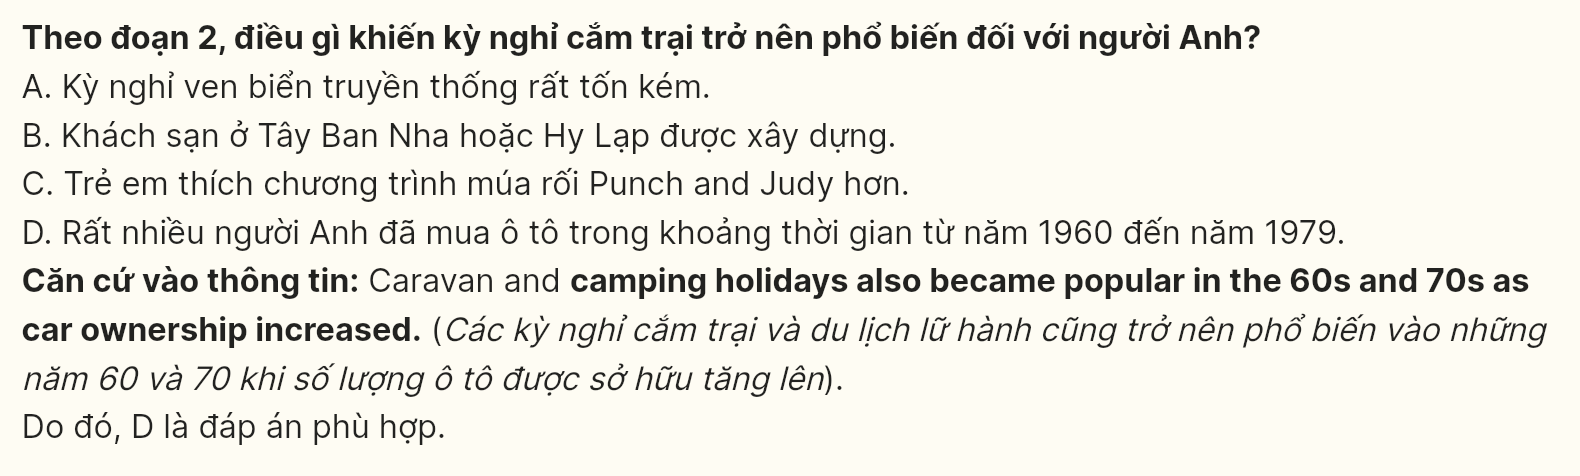 Theo đoạn 2, điều gì khiến kỳ nghỉ cắm trại trở nên phổ biến đối với người Anh?
A. Kỳ nghỉ ven biển truyền thống rất tốn kém.
B. Khách sạn ở Tây Ban Nha hoặc Hy Lạp được xây dựng.
C. Trẻ em thích chương trình múa rối Punch and Judy hơn.
D. Rất nhiều người Anh đã mua ô tô trong khoảng thời gian từ năm 1960 đến năm 1979.
Căn cứ vào thông tin: Caravan and camping holidays also became popular in the 60s and 70s as
car ownership increased. (Các kỳ nghỉ cắm trại và du lịch lữ hành cũng trở nên phổ biến vào những
năm 60 và 70 khi số lượng ô tô được sở hữu tăng lên).
Do đó, D là đáp án phù hợp.